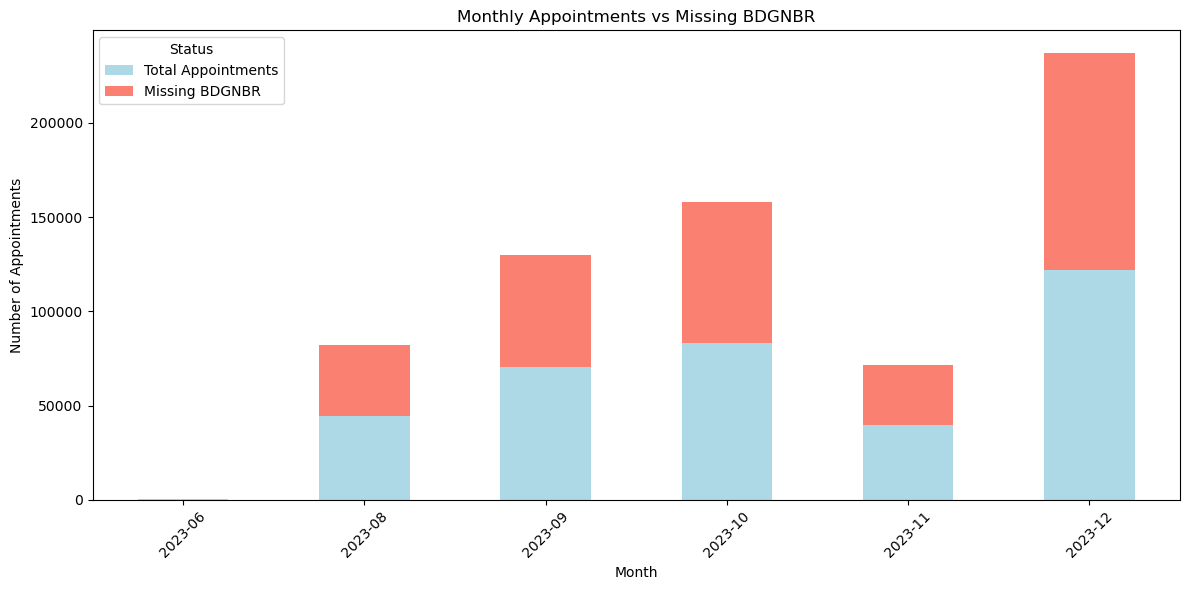 Monthly Appointments vs Missing BDGNBR
Status
Total Appointments
Missing BDGNBR
Number of Appointments
200000
150000
100000
50000
0
2023-06
2023-08
2023-09
2023-10
2023-11
2023-12
Month